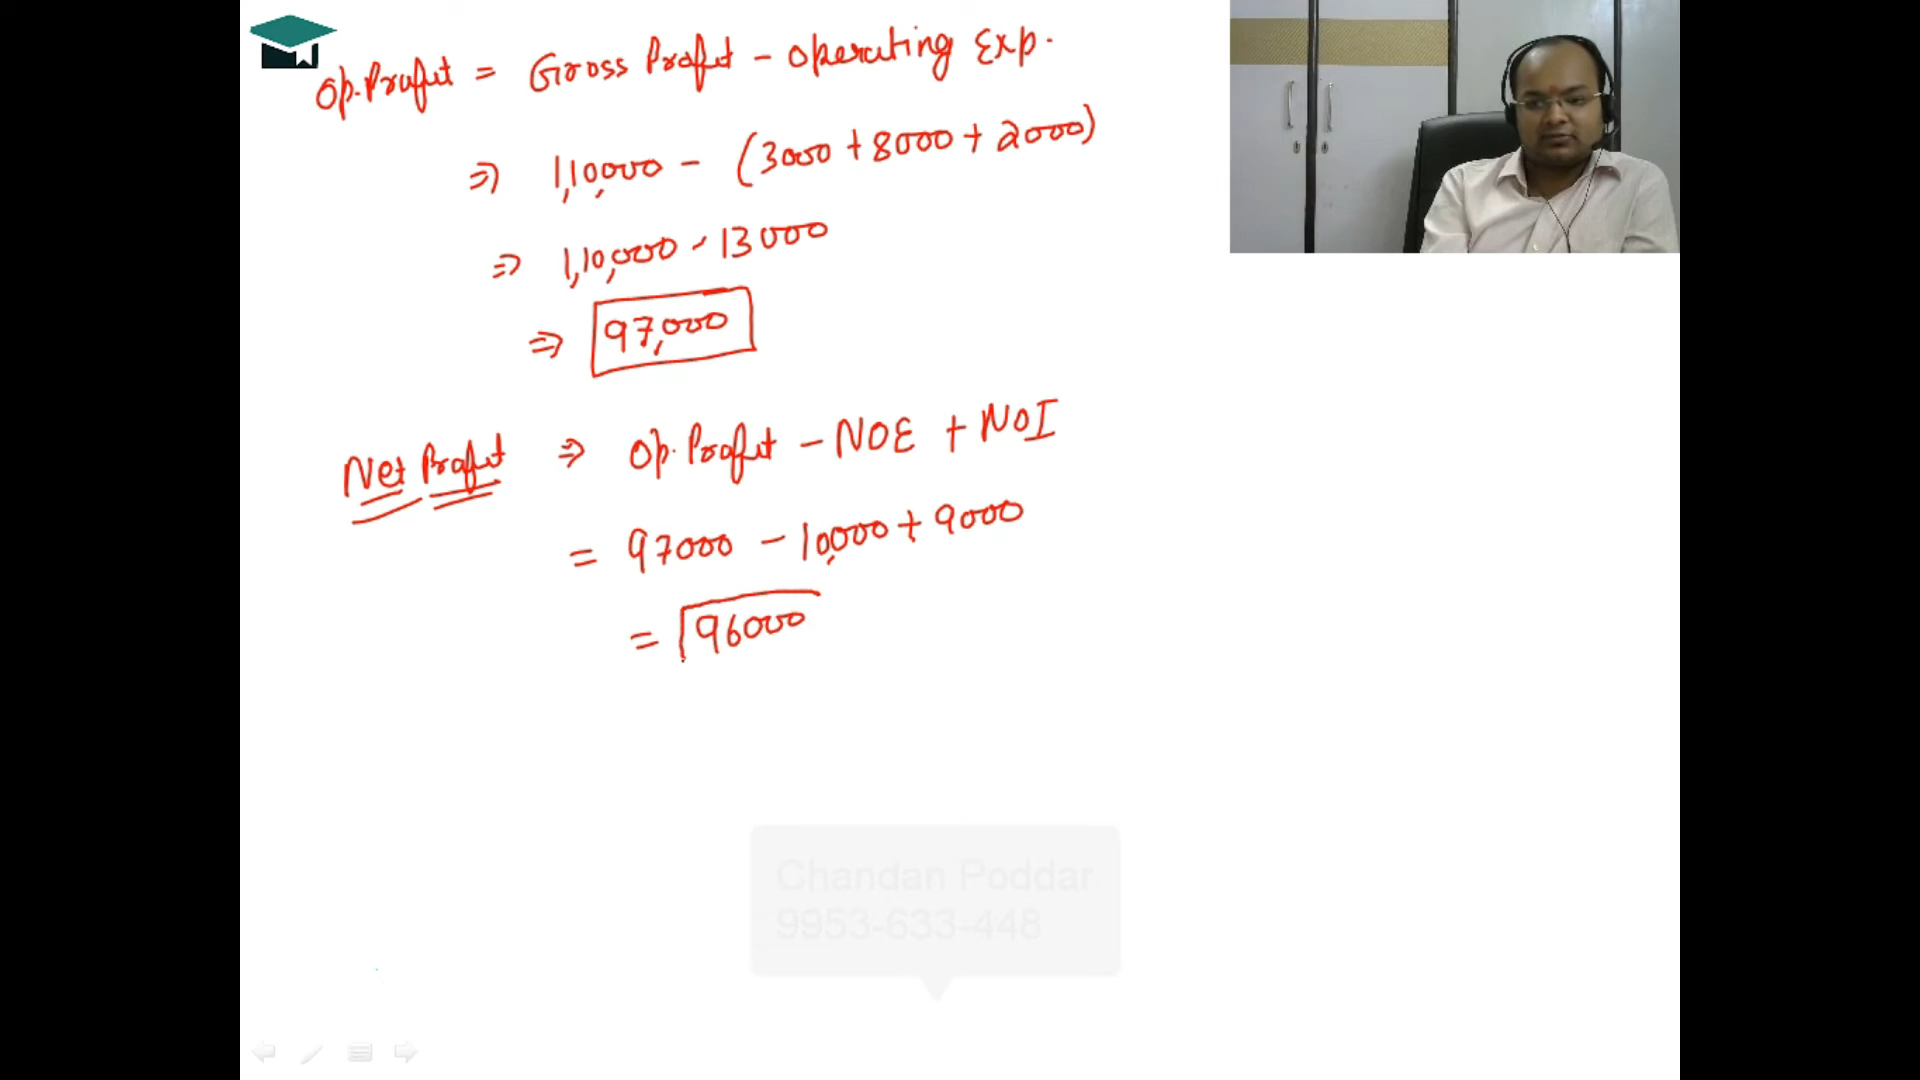 Op. Profit = Gross Profit - Operating Exp.
⇒ 1,10,000 - (3000 + 8000 + 2000)
⇒ 1,10,000 - 13000
⇒ 97,000
Net Profit ⇒ Op. Profit - NOE + NOI
= 97000 - 10,000 + 9000
= 96000
Chandan Poddar
9953-633-448